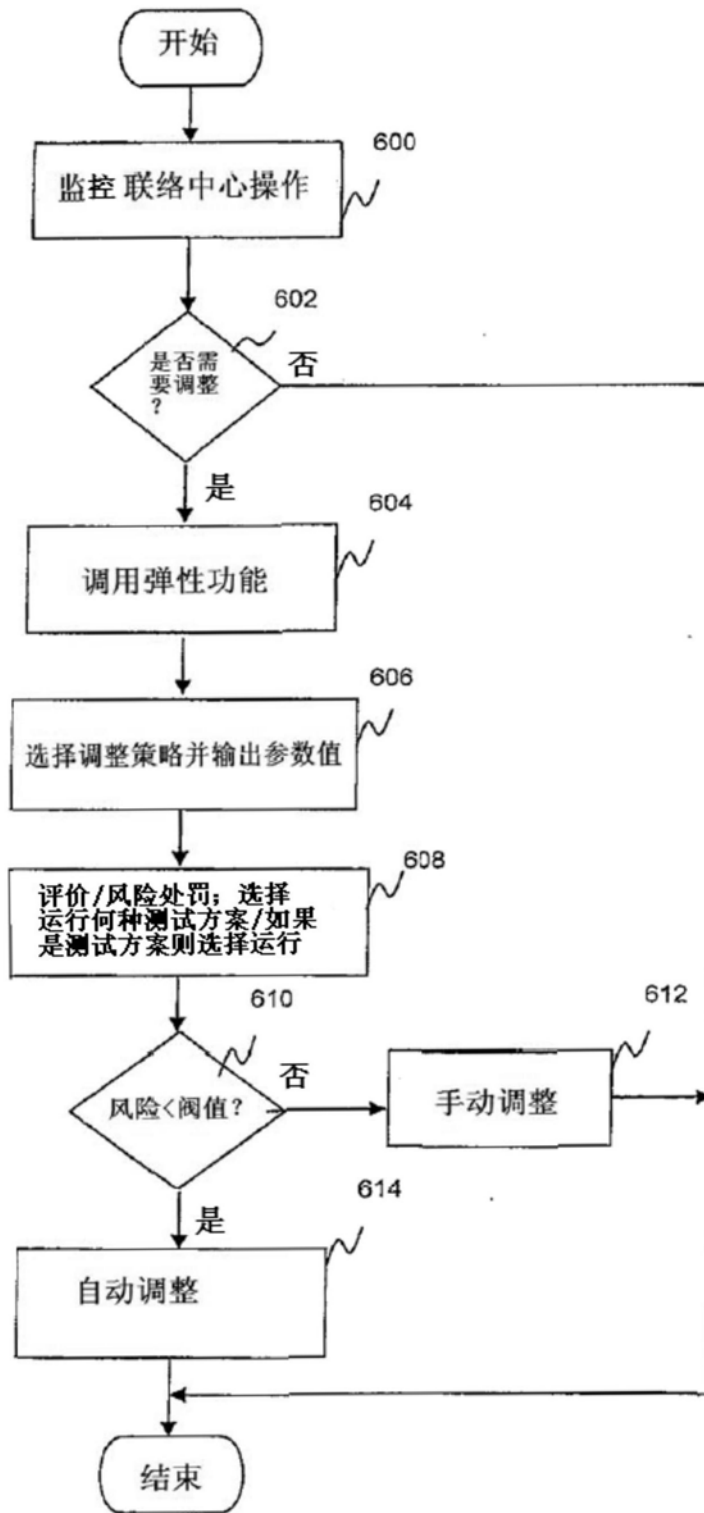 开始
600
监控 联络中心操作
602
是否需
要调整
?
否
是
604
调用弹性功能
606
选择调整策略并输出参数值
608
评价/风险处罚；选择
运行何种测试方案/如果
是测试方案则选择运行
610
风险<阀值?
否
612
手动调整
是
614
自动调整
结束